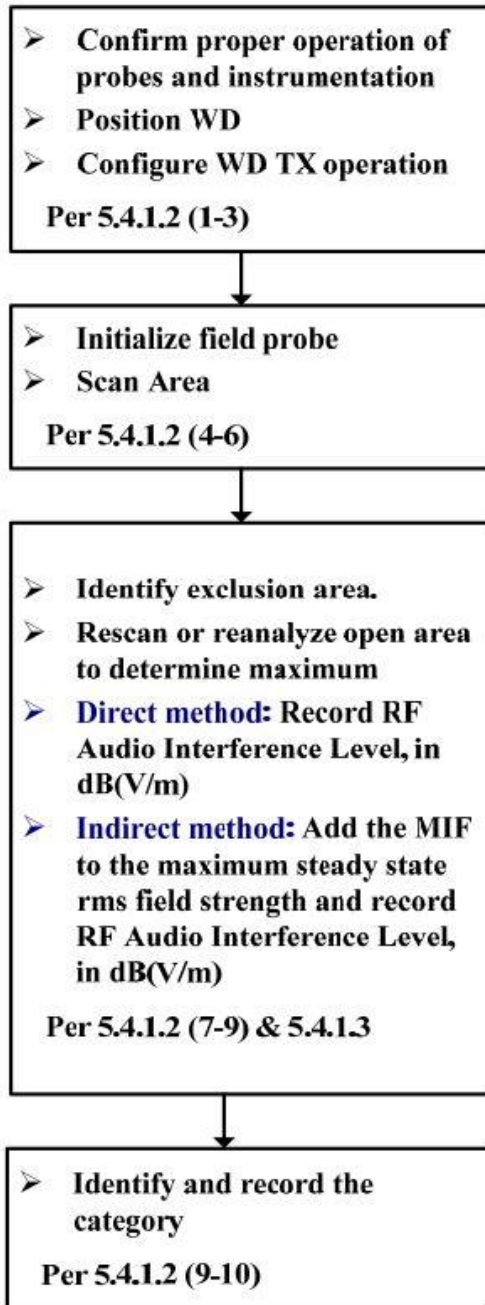 ➢ Confirm proper operation of
probes and instrumentation
➢ Position WD
➢ Configure WD TX operation
Per 5.4.1.2 (1-3)
➢ Initialize field probe
➢ Scan Area
Per 5.4.1.2 (4-6)
➢ Identify exclusion area.
➢ Rescan or reanalyze open area
to determine maximum
➢ Direct method: Record RF
Audio Interference Level, in
dB(V/m)
➢ Indirect method: Add the MIF
to the maximum steady state
rms field strength and record
RF Audio Interference Level,
in dB(V/m)
Per 5.4.1.2 (7-9) & 5.4.1.3
➢ Identify and record the
category
Per 5.4.1.2 (9-10)